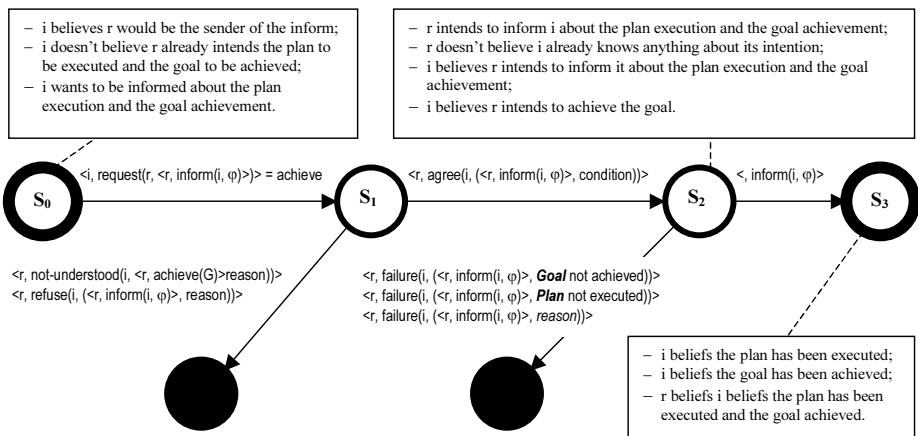 – i believes r would be the sender of the inform;
– i doesn't believe r already intends the plan to
be executed and the goal to be achieved;
– i wants to be informed about the plan
execution and the goal achievement.
– r intends to inform i about the plan execution and the goal achievement;
– r doesn't believe i already knows anything about its intention;
– i believes r intends to inform it about the plan execution and the goal
achievement;
– i believes r intends to achieve the goal.
<i, request(r, <r, inform(i, φ)>)> = achieve
<r, agree(i, (<r, inform(i, φ)>, condition))>
<, inform(i, φ)>
S0
S1
S2
S3
<r, not-understood(i, <r, achieve(G)>reason))>
<r, refuse(i, (<r, inform(i, φ)>, reason))>
<r, failure(i, (<r, inform(i, φ)>, Goal not achieved))>
<r, failure(i, (<r, inform(i, φ)>, Plan not executed))>
<r, failure(i, (<r, inform(i, φ)>, reason))>
– i beliefs the plan has been executed;
– i beliefs the goal has been achieved;
– r beliefs i beliefs the plan has been
executed and the goal achieved.